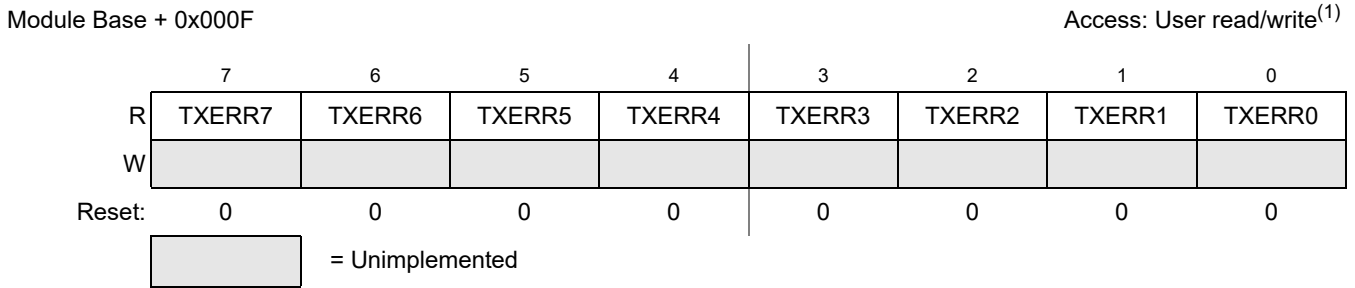 Module Base + 0x000F Access: User read/write(1)
7 6 5 4 3 2 1 0
R TXERR7 TXERR6 TXERR5 TXERR4 TXERR3 TXERR2 TXERR1 TXERR0
W
Reset: 0 0 0 0 0 0 0 0
= Unimplemented